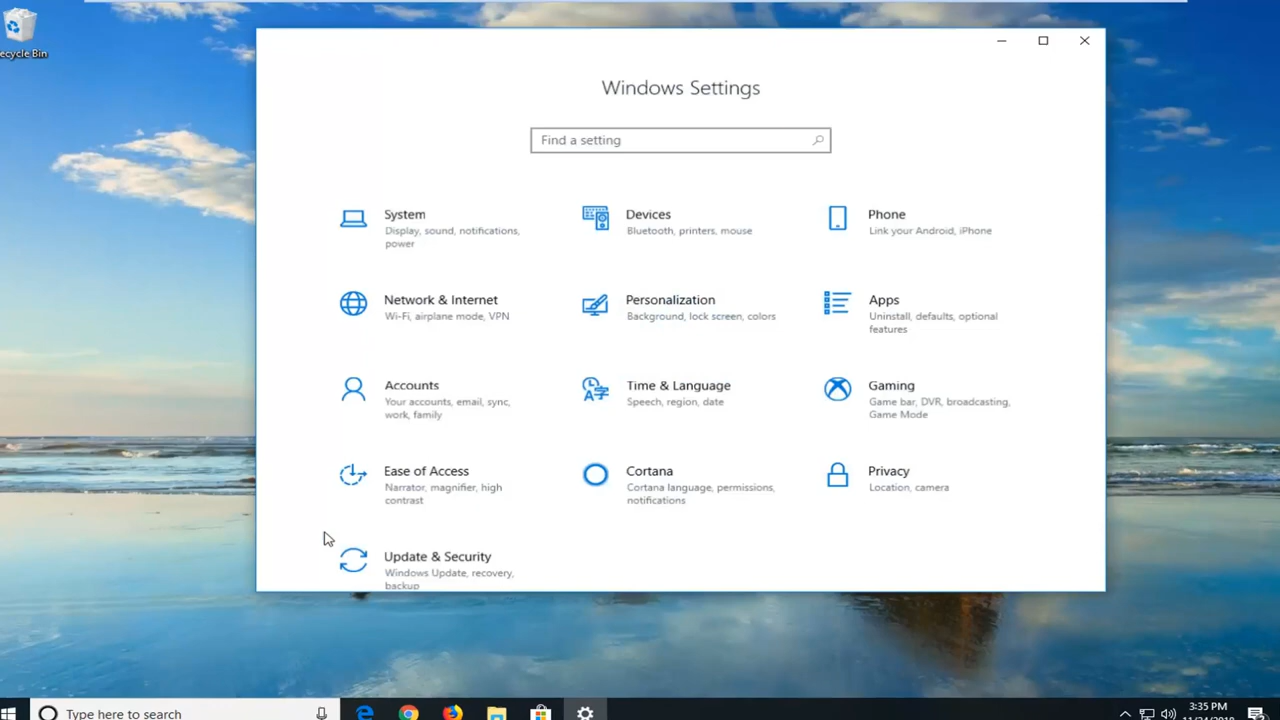 ecycle Bin
Windows Settings
Find a setting
System
Display, sound, notifications,
power
Devices
Bluetooth, printers, mouse
Phone
Link your Android, iPhone
Network & Internet
Wi-Fi, airplane mode, VPN
Personalization
Background, lock screen, colors
Apps
Uninstall, defaults, optional
features
Accounts
Your accounts, email, sync,
work, family
Time & Language
Speech, region, date
Gaming
Game bar, DVR, broadcasting,
Game Mode
Ease of Access
Narrator, magnifier, high
contrast
Cortana
Cortana language, permissions,
notifications
Privacy
Location, camera
Update & Security
Windows Update, recovery,
backup
Type here to search
3:35 PM